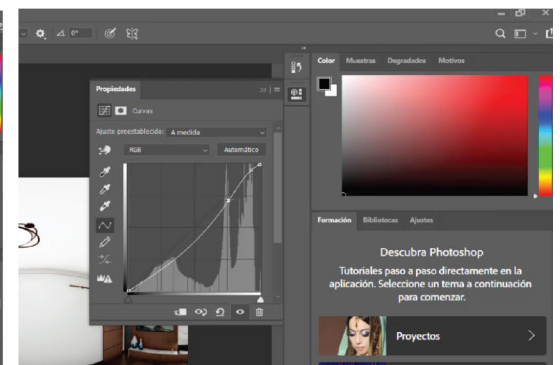 0°
Color Muestras Degradados Motivos
Propiedades
Curvas
Ajuste preestablecido: A medida
RGB Automático
Formación Bibliotecas Ajustes
Descubra Photoshop
Tutoriales paso a paso directamente en la
aplicación. Seleccione un tema a continuación
para comenzar.
Proyectos